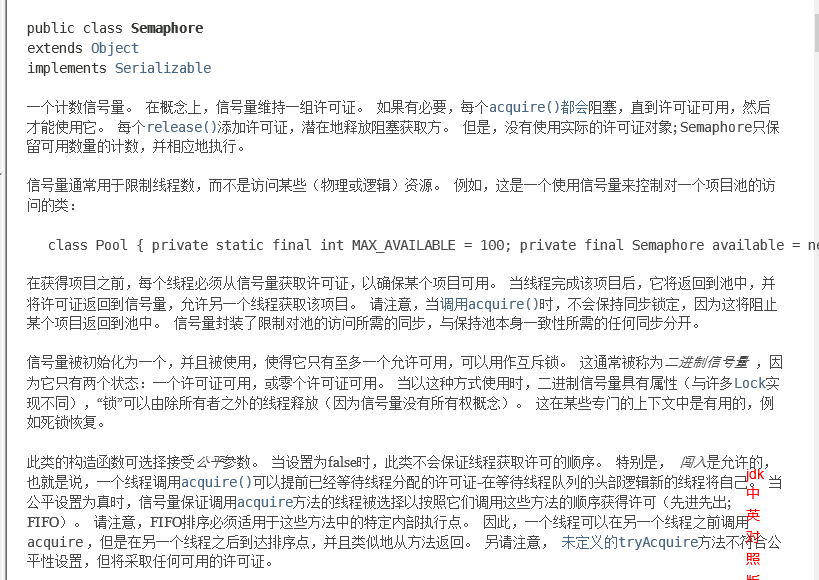 public class Semaphore
extends Object
implements Serializable
一个计数信号量。 在概念上，信号量维持一组许可证。 如果有必要，每个acquire()都会阻塞，直到许可证可用，然后
才能使用它。 每个release()添加许可证，潜在地释放阻塞获取方。 但是，没有使用实际的许可证对象; Semaphore只保
留可用数量的计数，并相应地执行。
信号量通常用于限制线程数，而不是访问某些（物理或逻辑）资源。 例如，这是一个使用信号量来控制对一个项目池的访
问的类:
class Pool { private static final int MAX_AVAILABLE = 100; private final Semaphore available = ne
在获得项目之前，每个线程必须从信号量获取许可证，以确保某个项目可用。 当线程完成该项目后，它将返回到池中，并
将许可证返回到信号量，允许另一个线程获取该项目。 请注意，当调用acquire()时，不会保持同步锁定，因为这将阻止
某个项目返回到池中。 信号量封装了限制对池的访问所需的同步，与保持池本身一致性所需的任何同步分开。
信号量被初始化为一个，并且被使用，使得它只有至多一个允许可用，可以用作互斥锁。 这通常被称为二进制信号量 ，因
为它只有两个状态：一个许可证可用，或零个许可证可用。 当以这种方式使用时，二进制信号量具有属性（与许多Lock实
现不同），“锁”可以由除所有者之外的线程释放（因为信号量没有所有权概念）。 这在某些专门的上下文中是有用的，例
如死锁恢复。
此类的构造函数可选择接受公平参数。 当设置为false时，此类不会保证线程获取许可的顺序。 特别是， 闯入是允许的，
也就是说，一个线程调用acquire()可以提前已经等待线程分配的许可证-在等待线程队列的头部逻辑新的线程将自己。 当
公平设置为真时，信号量保证调用acquire方法的线程被选择以按照它们调用这些方法的顺序获得许可（先进先出;
FIFO）。 请注意，FIFO排序必须适用于这些方法中的特定内部执行点。 因此，一个线程可以在另一个线程之前调用
acquire ，但是在另一个线程之后到达排序点，并且类似地从方法返回。 另请注意， 未定义的tryAcquire方法不符合公
平性设置，但将采取任何可用的许可证。
jdk
中
英
对
照